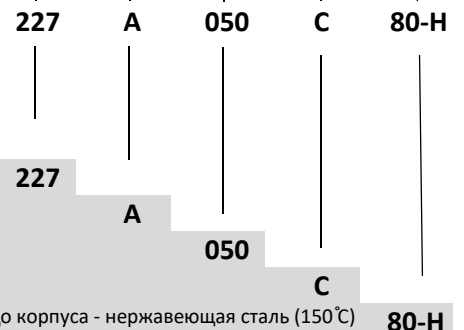 227 A 050 C 80-H
227
A
050
C
корпуса - нержавеющая сталь (150°C) 80-H